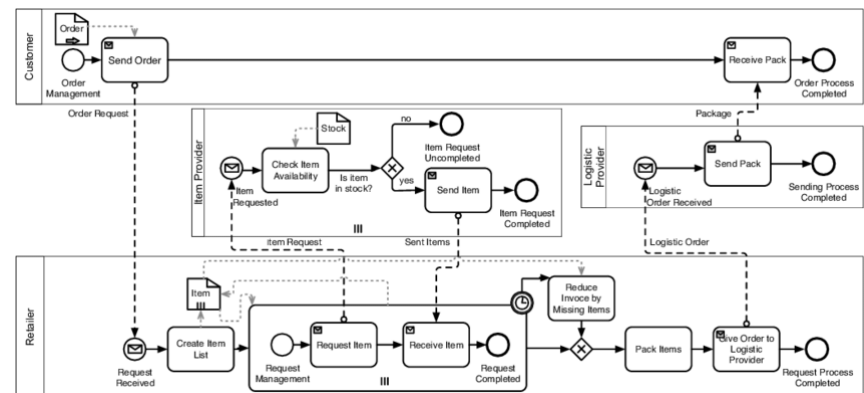 Customer
Order
Send Order
Order
Management
Receive Pack
Order Process
Completed
Order Request
Package
Item Provider
Stock
Item
Requested
Check Item
Availability
Is item
in stock?
no
yes
Item Request
Uncompleted
Send Item
Item Request
Completed
Logistic
Provider
Logistic
Order Received
Send Pack
Sending Process
Completed
Item Request
Sent Items
Logistic Order
Retailer
Item
Request
Received
Create Item
List
Request
Management
Request Item
Receive Item
Request
Completed
Reduce
Invoce by
Missing Items
Pack Items
Give Order to
Logistic
Provider
Request Process
Completed